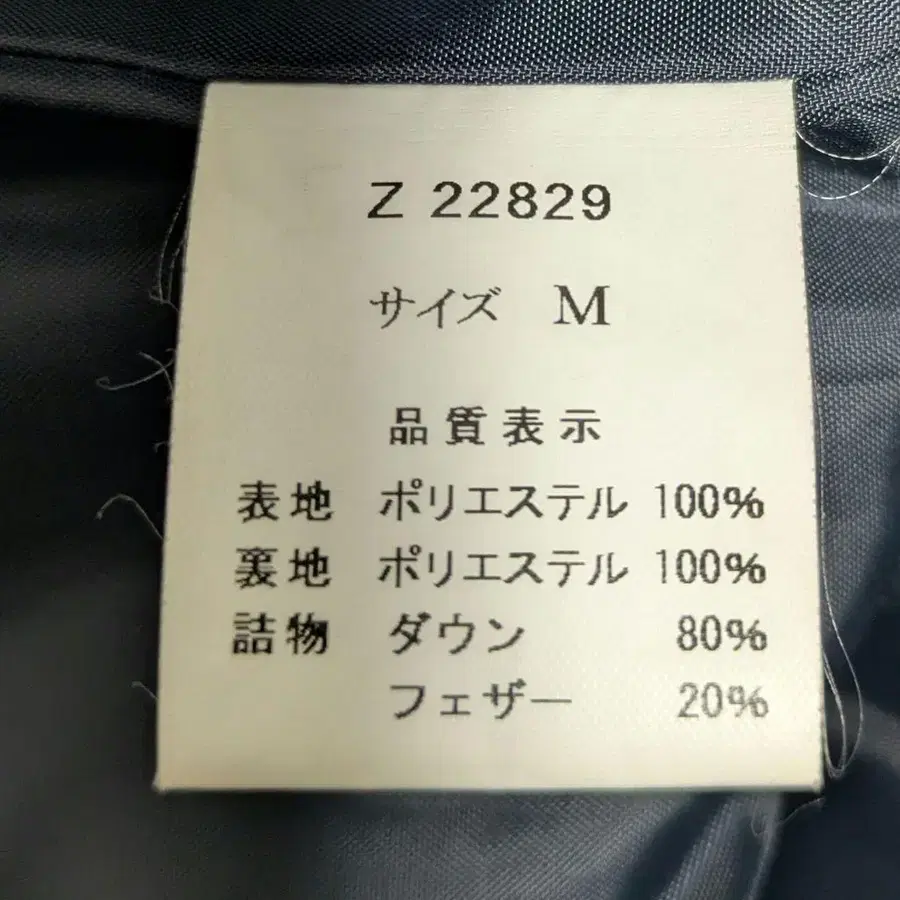 Z 22829
サイズ M
品質表示
表地 ポリエステル 100%
裏地 ポリエステル 100%
詰物 ダウン 80%
フェザー 20%